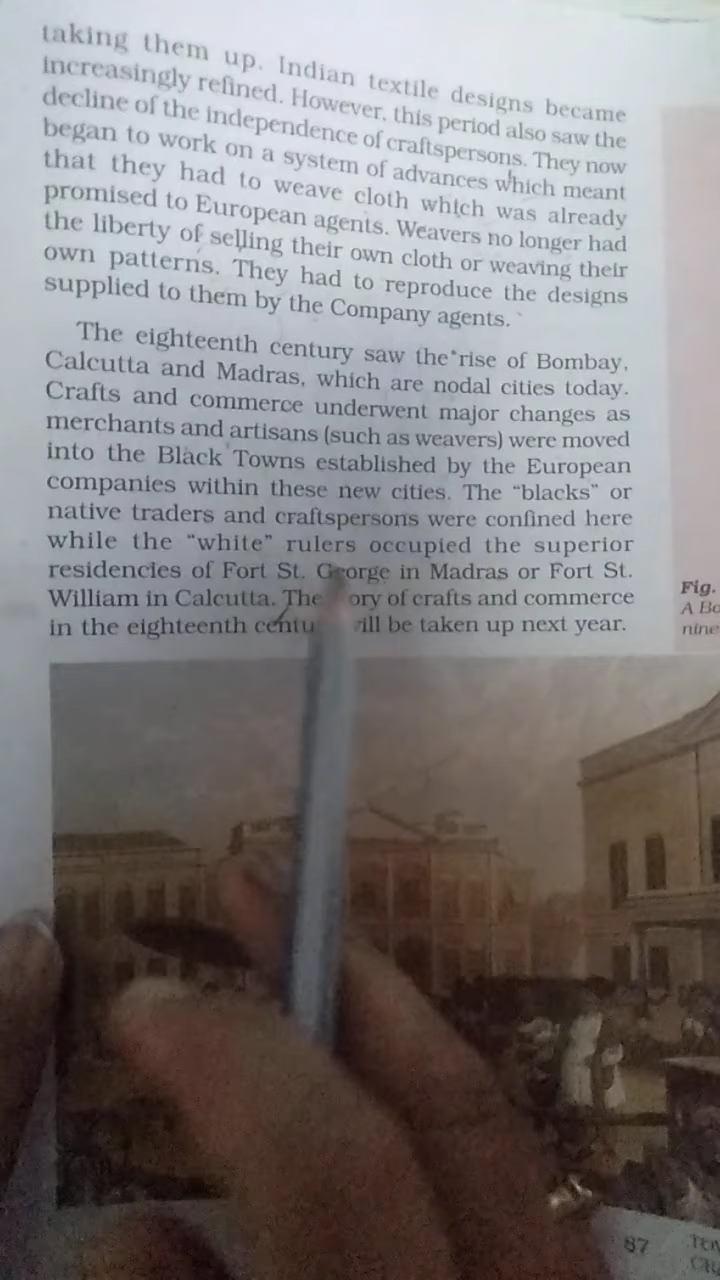 taking them up. Indian textile designs became
increasingly refined. However, this period also saw the
decline of the independence of craftspersons. They now
began to work on a system of advances which meant
that they had to weave cloth which was already
promised to European agents. Weavers no longer had
the liberty of selling their own cloth or weaving their
own patterns. They had to reproduce the designs
supplied to them by the Company agents.
The eighteenth century saw the rise of Bombay,
Calcutta and Madras, which are nodal cities today.
Crafts and commerce underwent major changes as
merchants and artisans (such as weavers) were moved
into the Black Towns established by the European
companies within these new cities. The “blacks” or
native traders and craftspersons were confined here
while the “white” rulers occupied the superior
residencies of Fort St. George in Madras or Fort St.
William in Calcutta. The ory of crafts and commerce
in the eighteenth centu ill be taken up next year.
Fig.
A Bo
nine
87